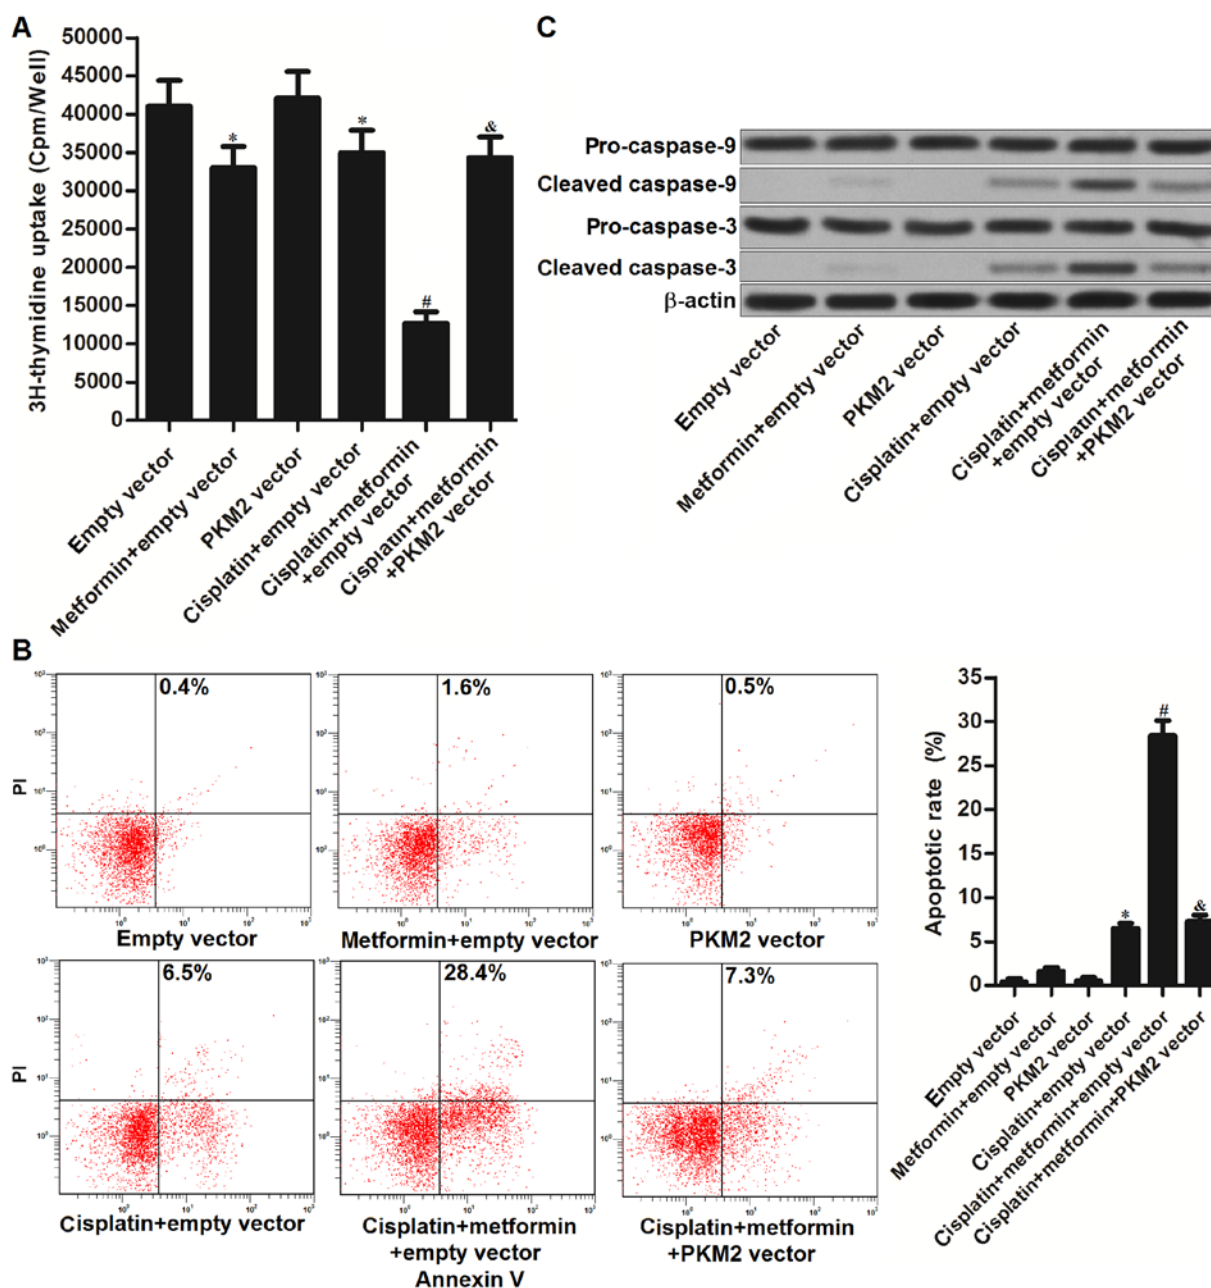 A
50000
45000
40000
35000
30000
25000
20000
15000
10000
5000
0
3H-thymidine uptake (Cpm/Well)
*
*
#
&
Empty vector
Metformin+empty vector
PKM2 vector
Cisplatin+empty vector
Cisplatin+metformin
+empty vector
Cisplatin+metformin
+PKM2 vector
C
Pro-caspase-9
Cleaved caspase-9
Pro-caspase-3
Cleaved caspase-3
β-actin
Empty vector
Metformin+empty vector
PKM2 vector
Cisplatin+empty vector
Cisplatin+metformin
+empty vector
Cisplatin+metformin
+PKM2 vector
B
0.4%
1.6%
0.5%
PI
Empty vector
Metformin+empty vector
PKM2 vector
6.5%
28.4%
7.3%
PI
Cisplatin+empty vector
Cisplatin+metformin
+empty vector
Cisplatin+metformin
+PKM2 vector
Annexin V
35
30
25
20
15
10
5
0
Apoptotic rate (%)
*
#
&
Empty vector
Metformin+empty vector
PKM2 vector
Cisplatin+empty vector
Cisplatin+metformin+empty vector
Cisplatin+metformin+PKM2 vector